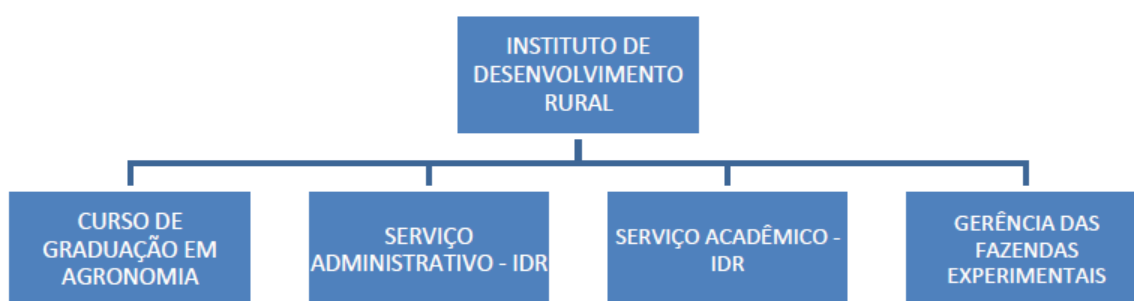 INSTITUTO DE
DESENVOLVIMENTO
RURAL
CURSO DE
GRADUAÇÃO EM
AGRONOMIA
SERVIÇO
ADMINISTRATIVO - IDR
SERVIÇO ACADÊMICO -
IDR
GERÊNCIA DAS
FAZENDAS
EXPERIMENTAIS